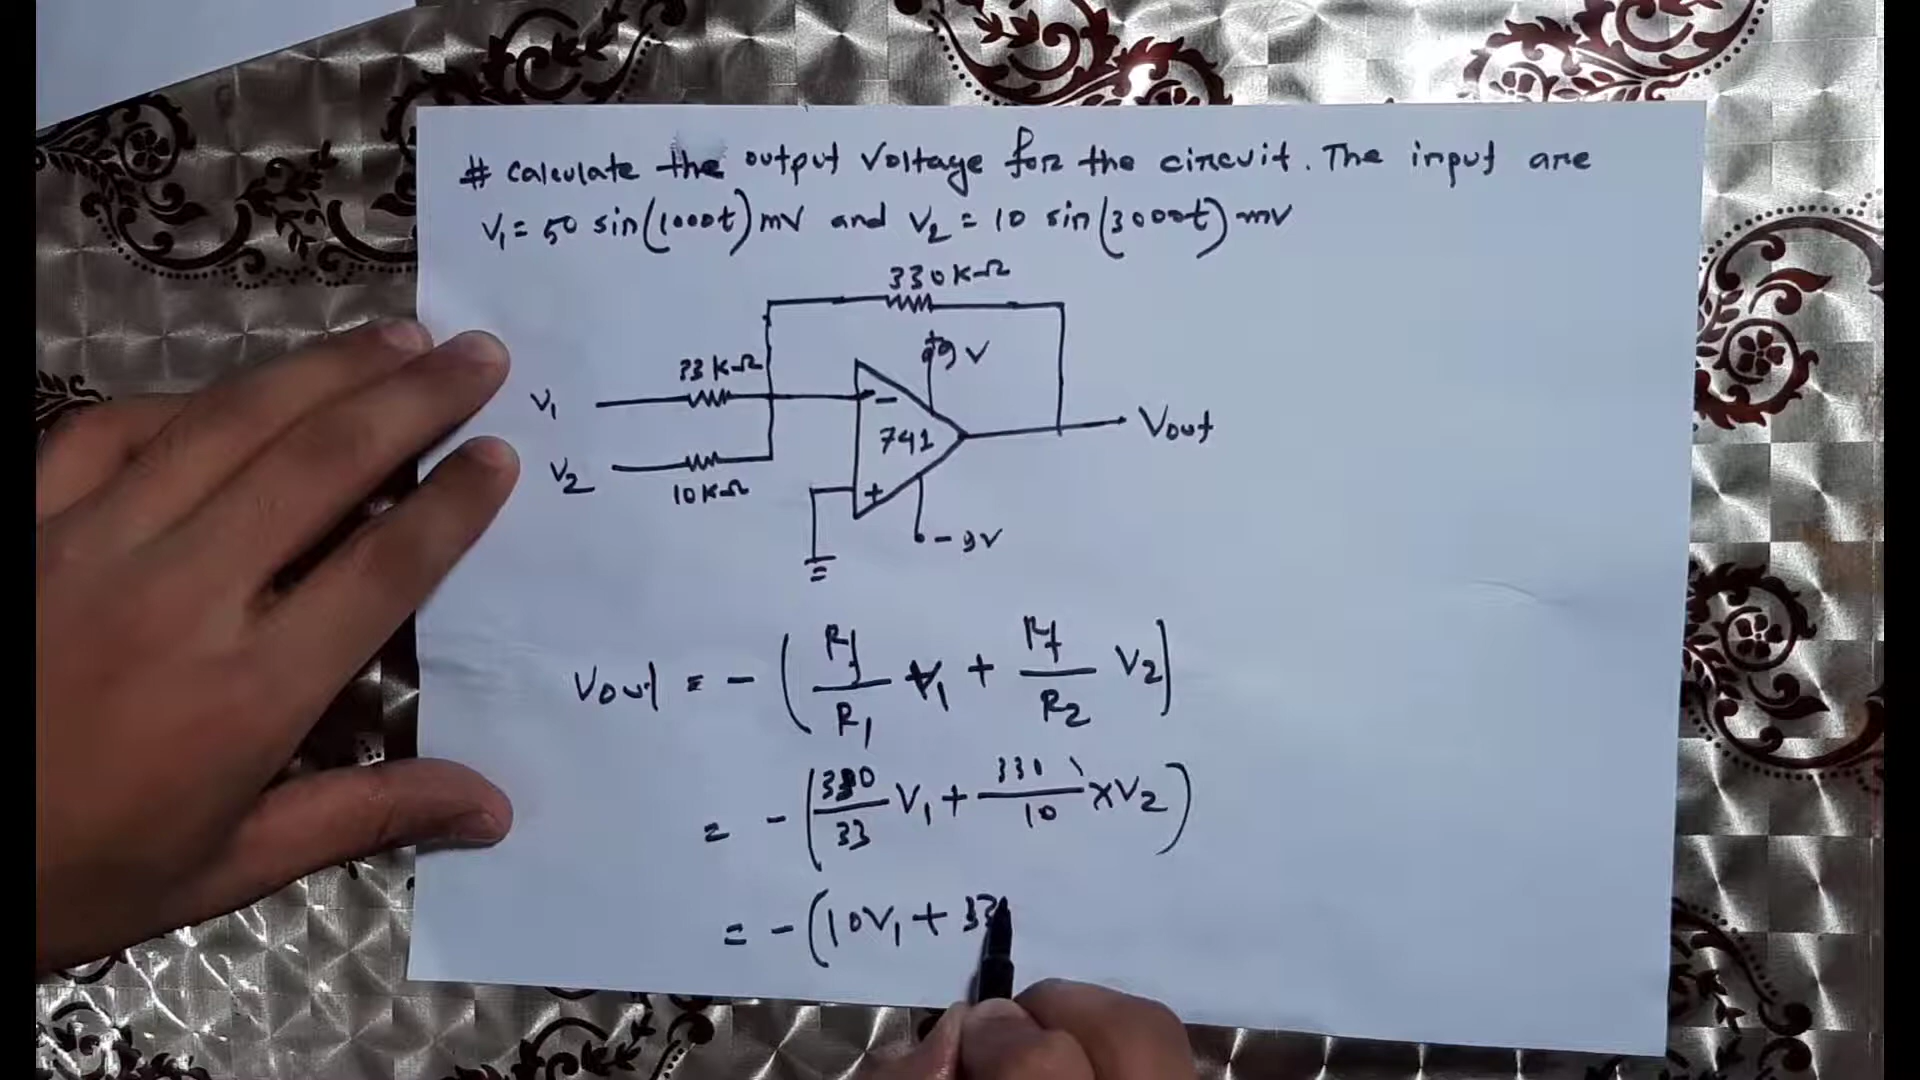 # Calculate the output Voltage for the circuit. The input are
V₁ = 50 sin(1000t) mV and V₂ = 10 sin(3000t) mV
330 KΩ
+9 V
33 KΩ
V₁
-
741
Vout
V₂
10 KΩ
+
-9V
Vout = - (Rf/R₁ V₁ + Rf/R₂ V₂)
= - (330/33 V₁ + 330/10 × V₂)
= - (10V₁ + 33